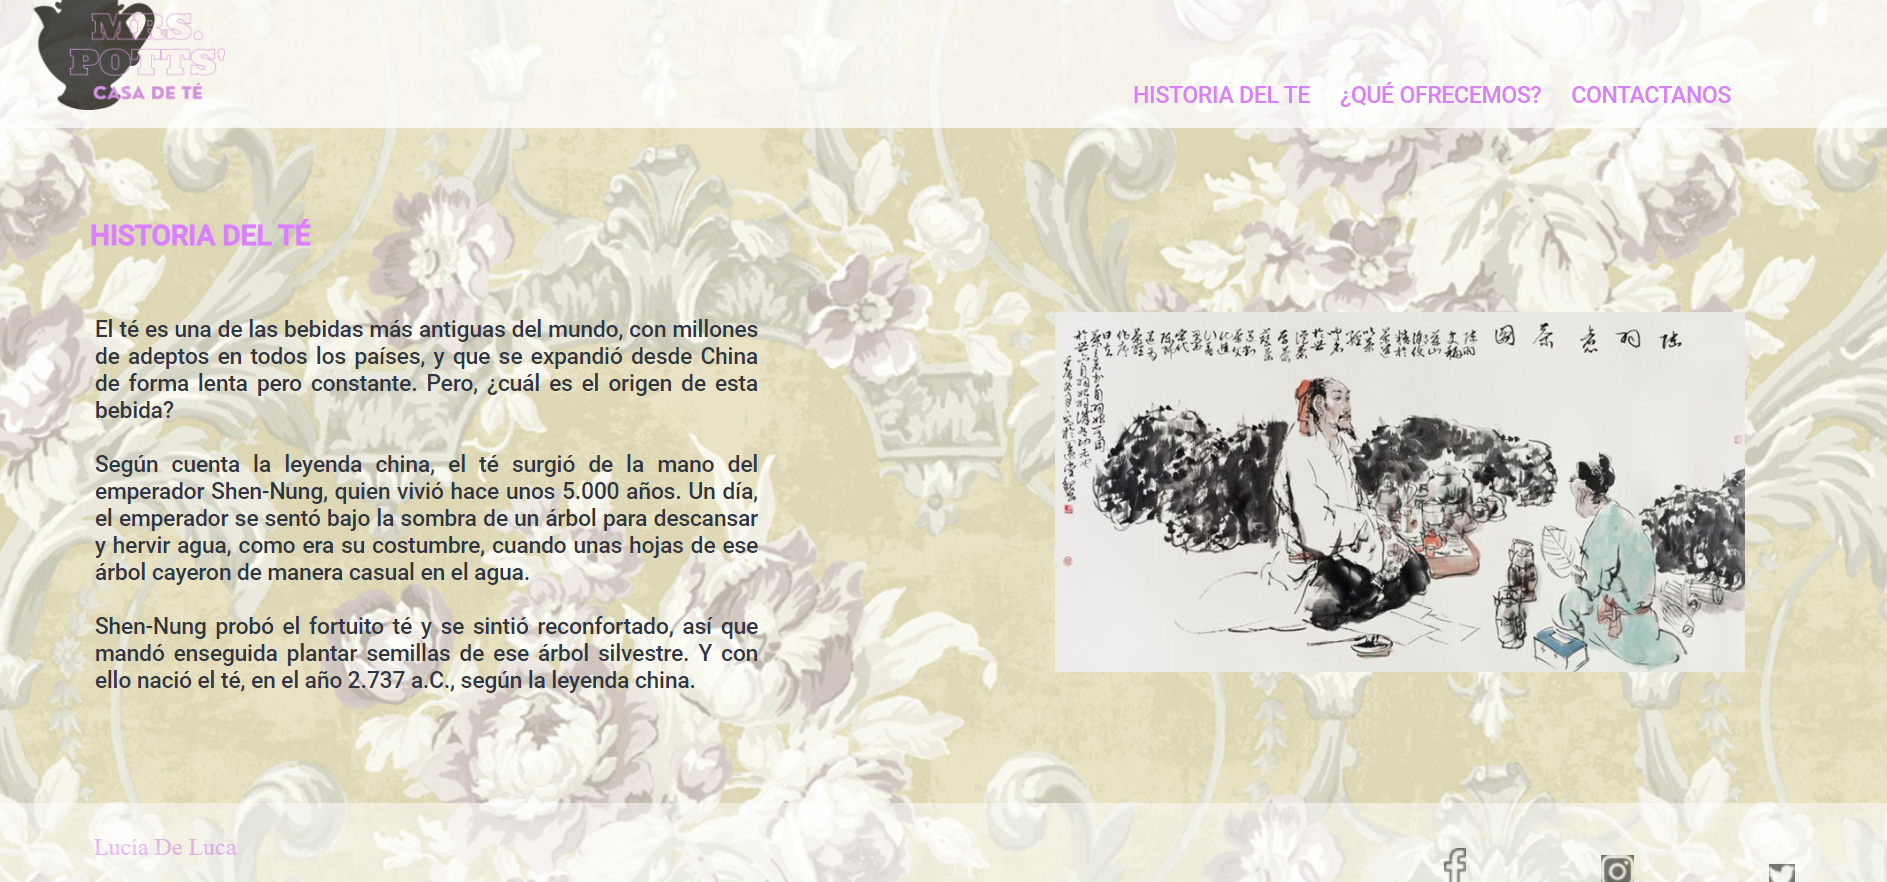 MRS.
POTTS'
CASA DE TÉ
HISTORIA DEL TE
¿QUÉ OFRECEMOS?
CONTACTANOS
HISTORIA DEL TÉ
El té es una de las bebidas más antiguas del mundo, con millones
de adeptos en todos los países, y que se expandió desde China
de forma lenta pero constante. Pero, ¿cuál es el origen de esta
bebida?
Según cuenta la leyenda china, el té surgió de la mano del
emperador Shen-Nung, quien vivió hace unos 5.000 años. Un día,
el emperador se sentó bajo la sombra de un árbol para descansar
y hervir agua, como era su costumbre, cuando unas hojas de ese
árbol cayeron de manera casual en el agua.
Shen-Nung probó el fortuito té y se sintió reconfortado, así que
mandó enseguida plantar semillas de ese árbol silvestre. Y con
ello nació el té, en el año 2.737 a.C., según la leyenda china.
陆羽煮茶图
Lucía De Luca